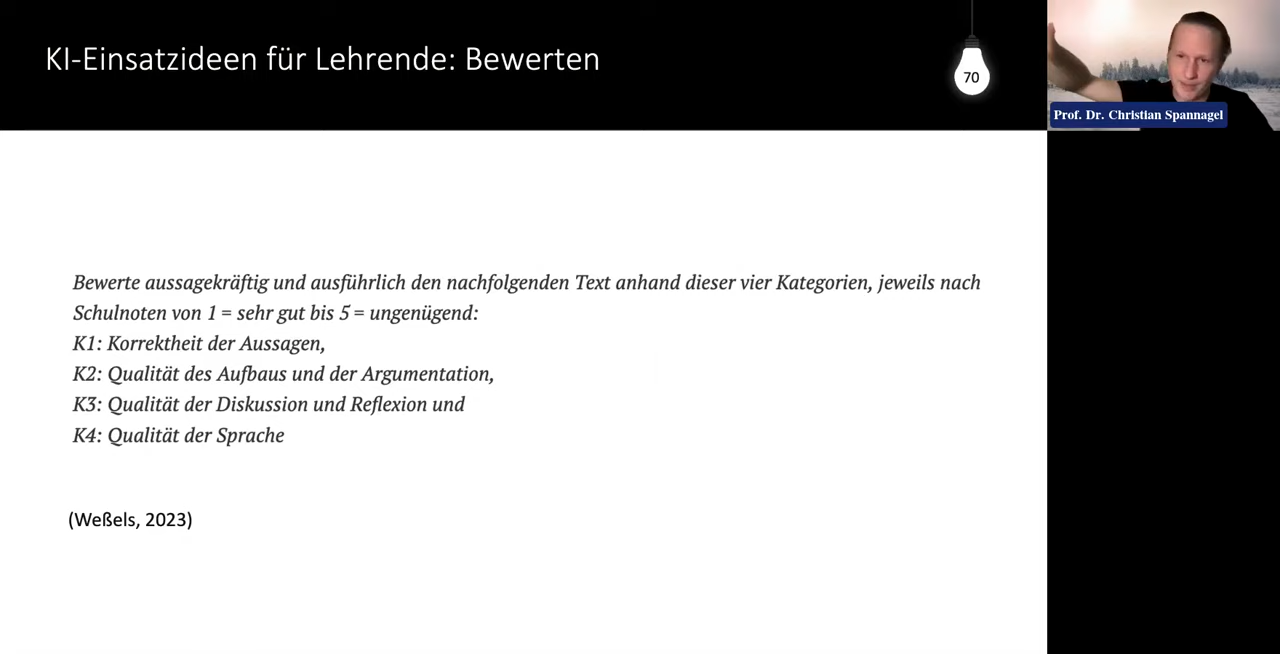 KI-Einsatzideen für Lehrende: Bewerten
70
Prof. Dr. Christian Spannagel
Bewerte aussagekräftig und ausführlich den nachfolgenden Text anhand dieser vier Kategorien, jeweils nach
Schulnoten von 1 = sehr gut bis 5 = ungenügend:
K1: Korrektheit der Aussagen,
K2: Qualität des Aufbaus und der Argumentation,
K3: Qualität der Diskussion und Reflexion und
K4: Qualität der Sprache
(Weßels, 2023)